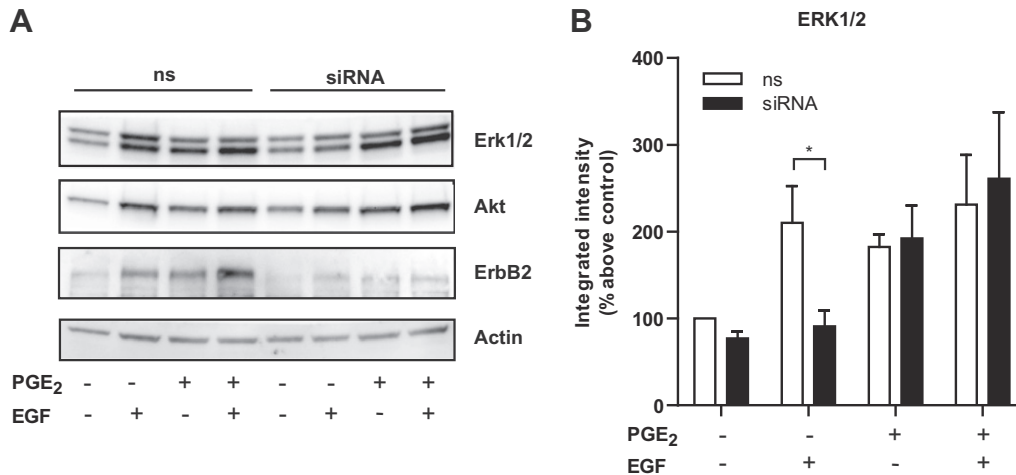 A
ns siRNA
Erk1/2
Akt
ErbB2
Actin
PGE2 - - + + - - + +
EGF - + - + - + - +
B
ERK1/2
Integrated intensity
(% above control)
400
300
200
100
0
ns
siRNA
*
PGE2 - - + +
EGF - + - +